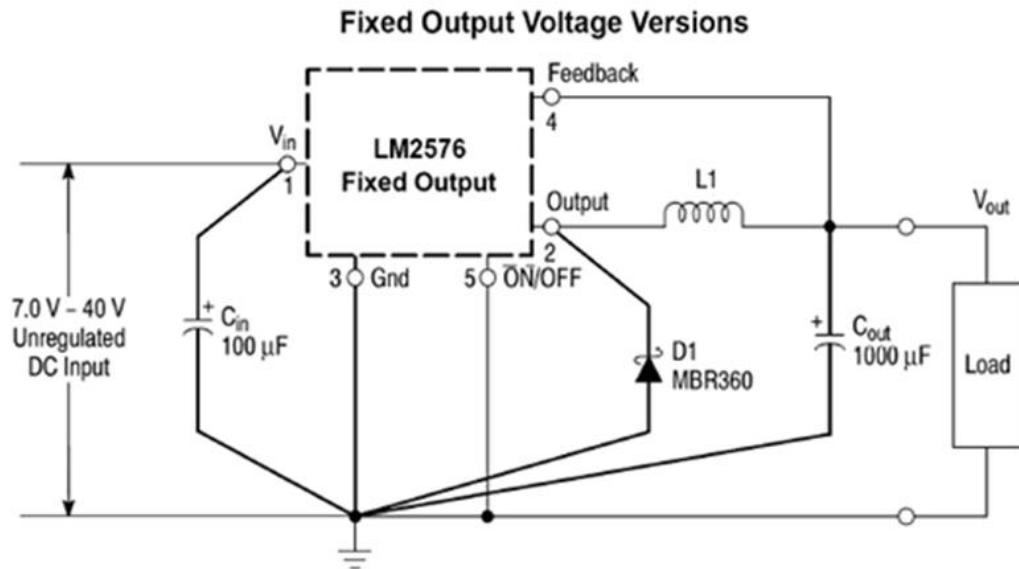 Fixed Output Voltage Versions
Feedback
4
Vin
1
LM2576
Fixed Output
Output
2
L1
Vout
3 Gnd
5 O̅N̅/OFF
7.0 V – 40 V
Unregulated
DC Input
+
Cin
100 µF
D1
MBR360
+
Cout
1000 µF
Load